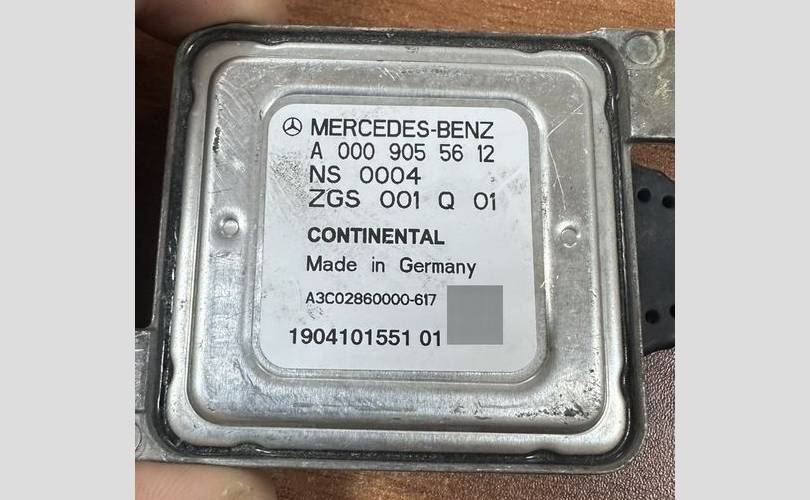 MERCEDES-BENZ
A 000 905 56 12
NS 0004
ZGS 001 Q 01
CONTINENTAL
Made in Germany
A3C02860000-617
1904101551 01